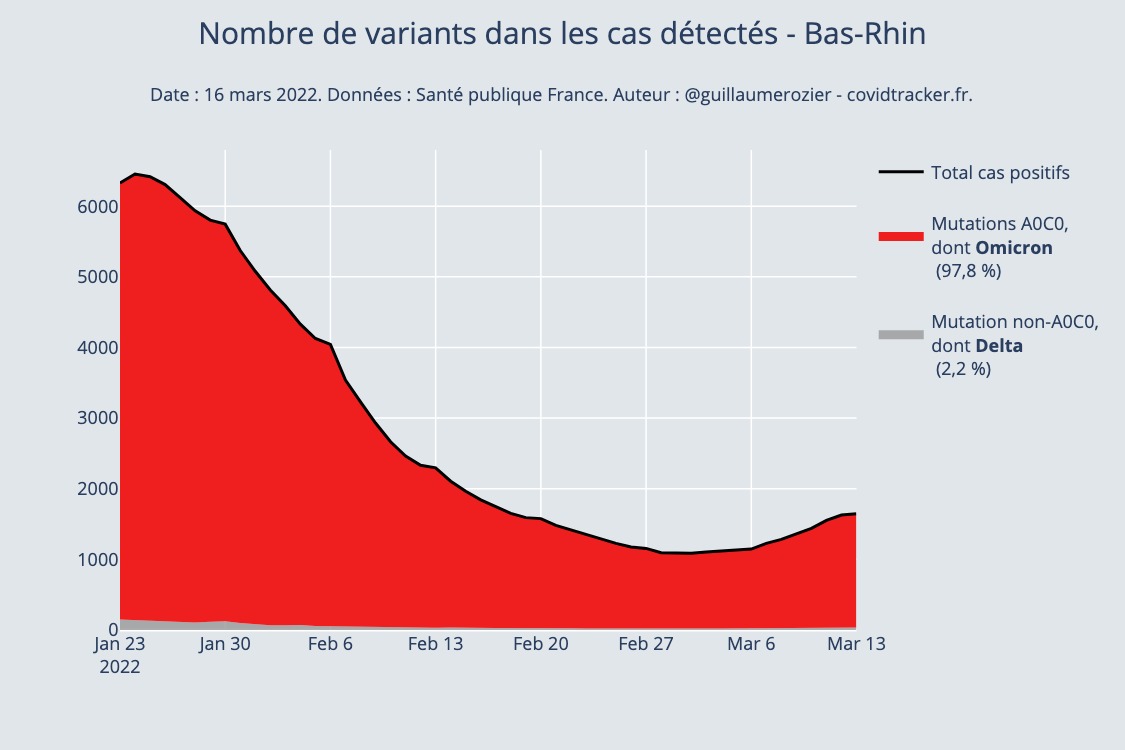 Nombre de variants dans les cas détectés - Bas-Rhin
Date : 16 mars 2022. Données : Santé publique France. Auteur : @guillaumerozier - covidtracker.fr.
Total cas positifs
Mutations A0C0,
dont Omicron
(97,8 %)
Mutation non-A0C0,
dont Delta
(2,2 %)
6000
5000
4000
3000
2000
1000
0
Jan 23 Jan 30 Feb 6 Feb 13 Feb 20 Feb 27 Mar 6 Mar 13
2022